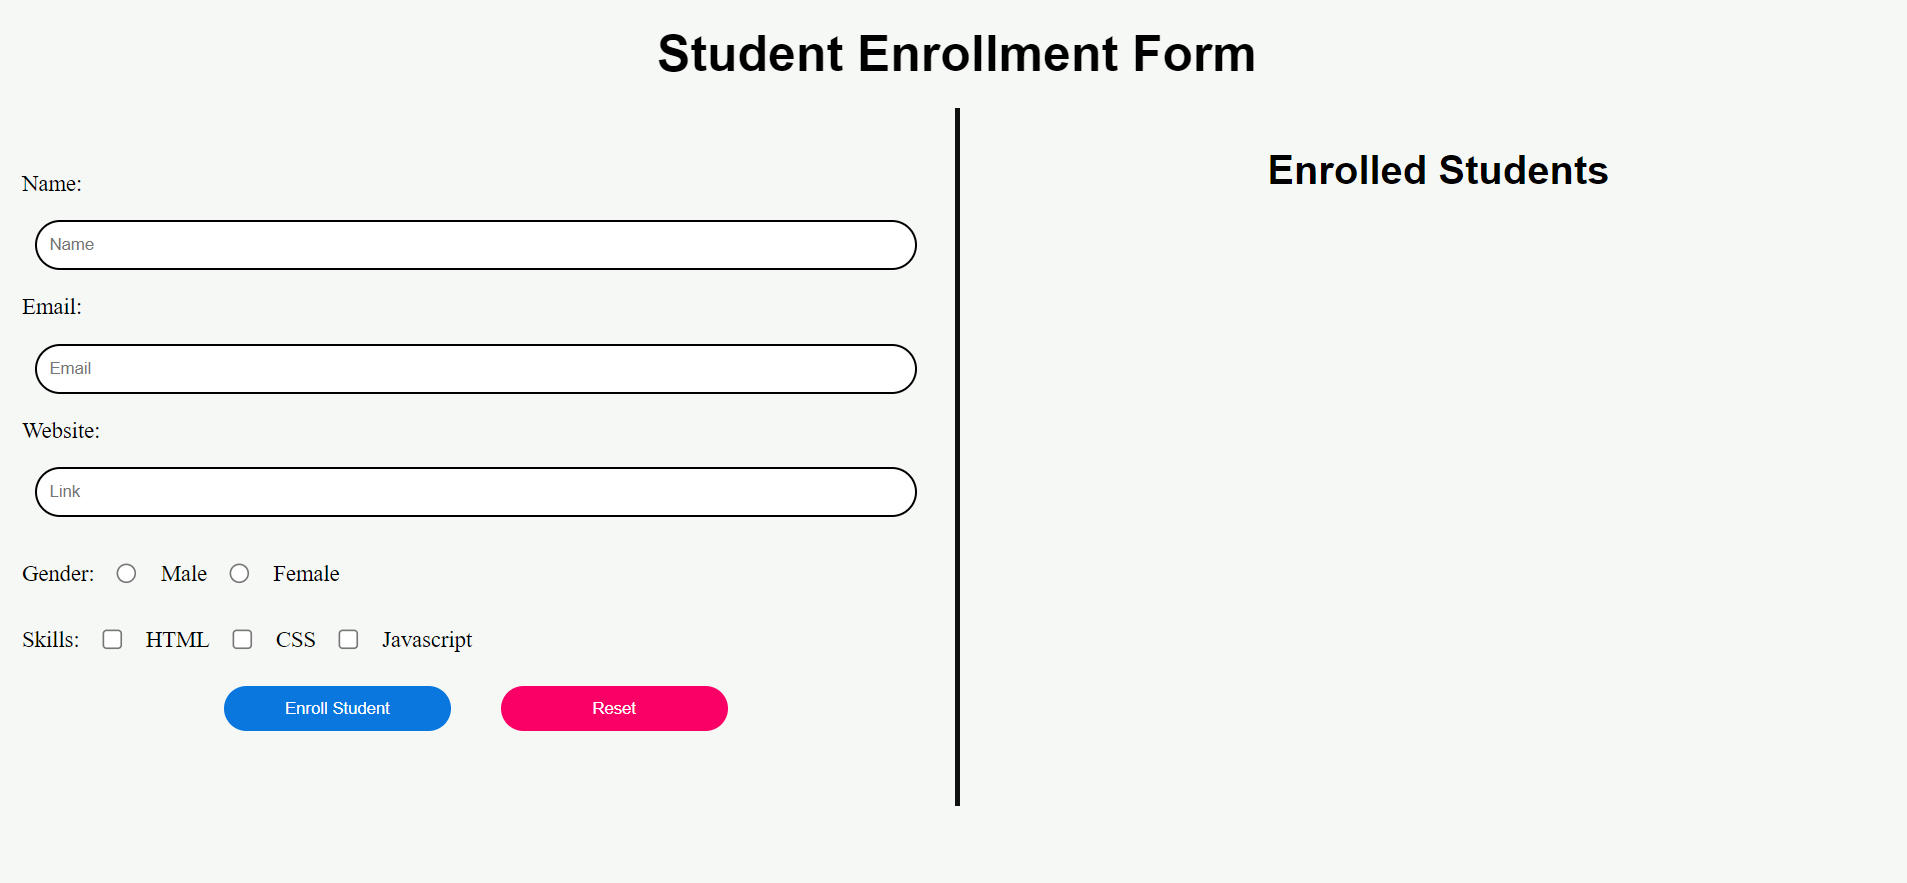 Student Enrollment Form
Name:
Name
Email:
Email
Website:
Link
Gender: Male Female
Skills: HTML CSS Javascript
Enroll Student Reset
Enrolled Students